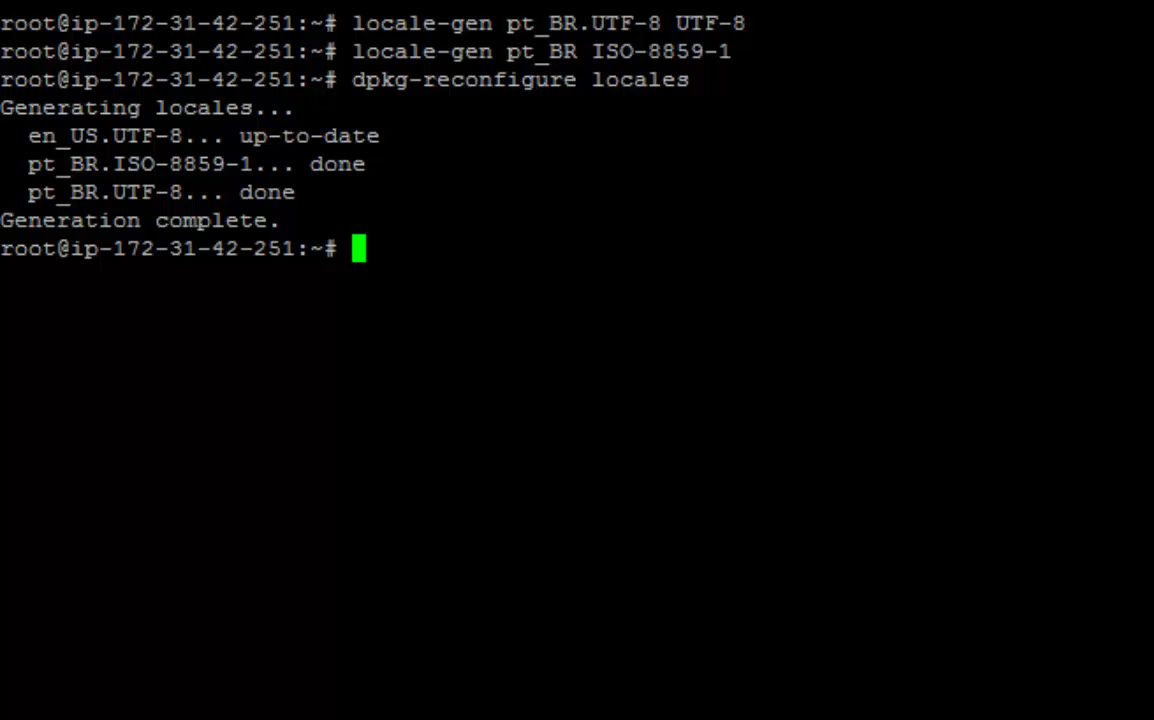 root@ip-172-31-42-251:~# locale-gen pt_BR.UTF-8 UTF-8
root@ip-172-31-42-251:~# locale-gen pt_BR ISO-8859-1
root@ip-172-31-42-251:~# dpkg-reconfigure locales
Generating locales...
  en_US.UTF-8... up-to-date
  pt_BR.ISO-8859-1... done
  pt_BR.UTF-8... done
Generation complete.
root@ip-172-31-42-251:~#